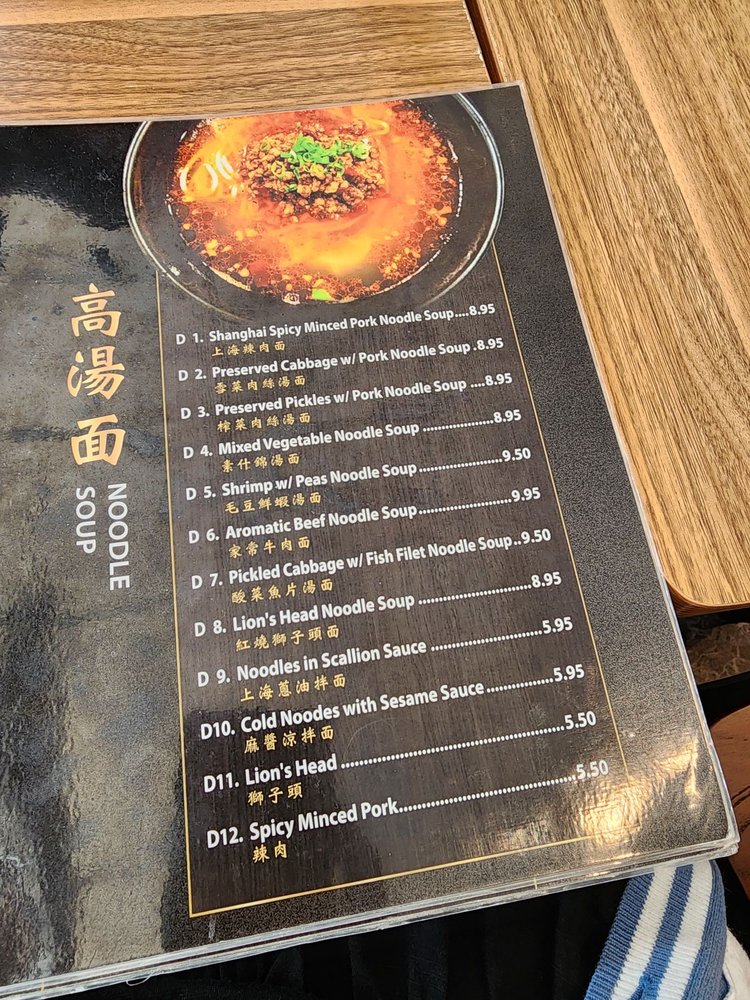 高湯面
NOODLE
SOUP
D 1. Shanghai Spicy Minced Pork Noodle Soup....8.95
上海辣肉面
D 2. Preserved Cabbage w/ Pork Noodle Soup .8.95
雪菜肉絲湯面
D 3. Preserved Pickles w/ Pork Noodle Soup ....8.95
榨菜肉絲湯面
D 4. Mixed Vegetable Noodle Soup .................8.95
素什錦湯面
D 5. Shrimp w/ Peas Noodle Soup....................9.50
毛豆鮮蝦湯面
D 6. Aromatic Beef Noodle Soup......................9.95
家常牛肉面
D 7. Pickled Cabbage w/ Fish Filet Noodle Soup..9.50
酸菜魚片湯面
D 8. Lion's Head Noodle Soup ..........................8.95
紅燒獅子頭面
D 9. Noodles in Scallion Sauce ..........................5.95
上海蔥油拌面
D10. Cold Noodes with Sesame Sauce...............5.95
麻醬涼拌面
D11. Lion's Head ..................................................5.50
獅子頭
D12. Spicy Minced Pork.......................................5.50
辣肉